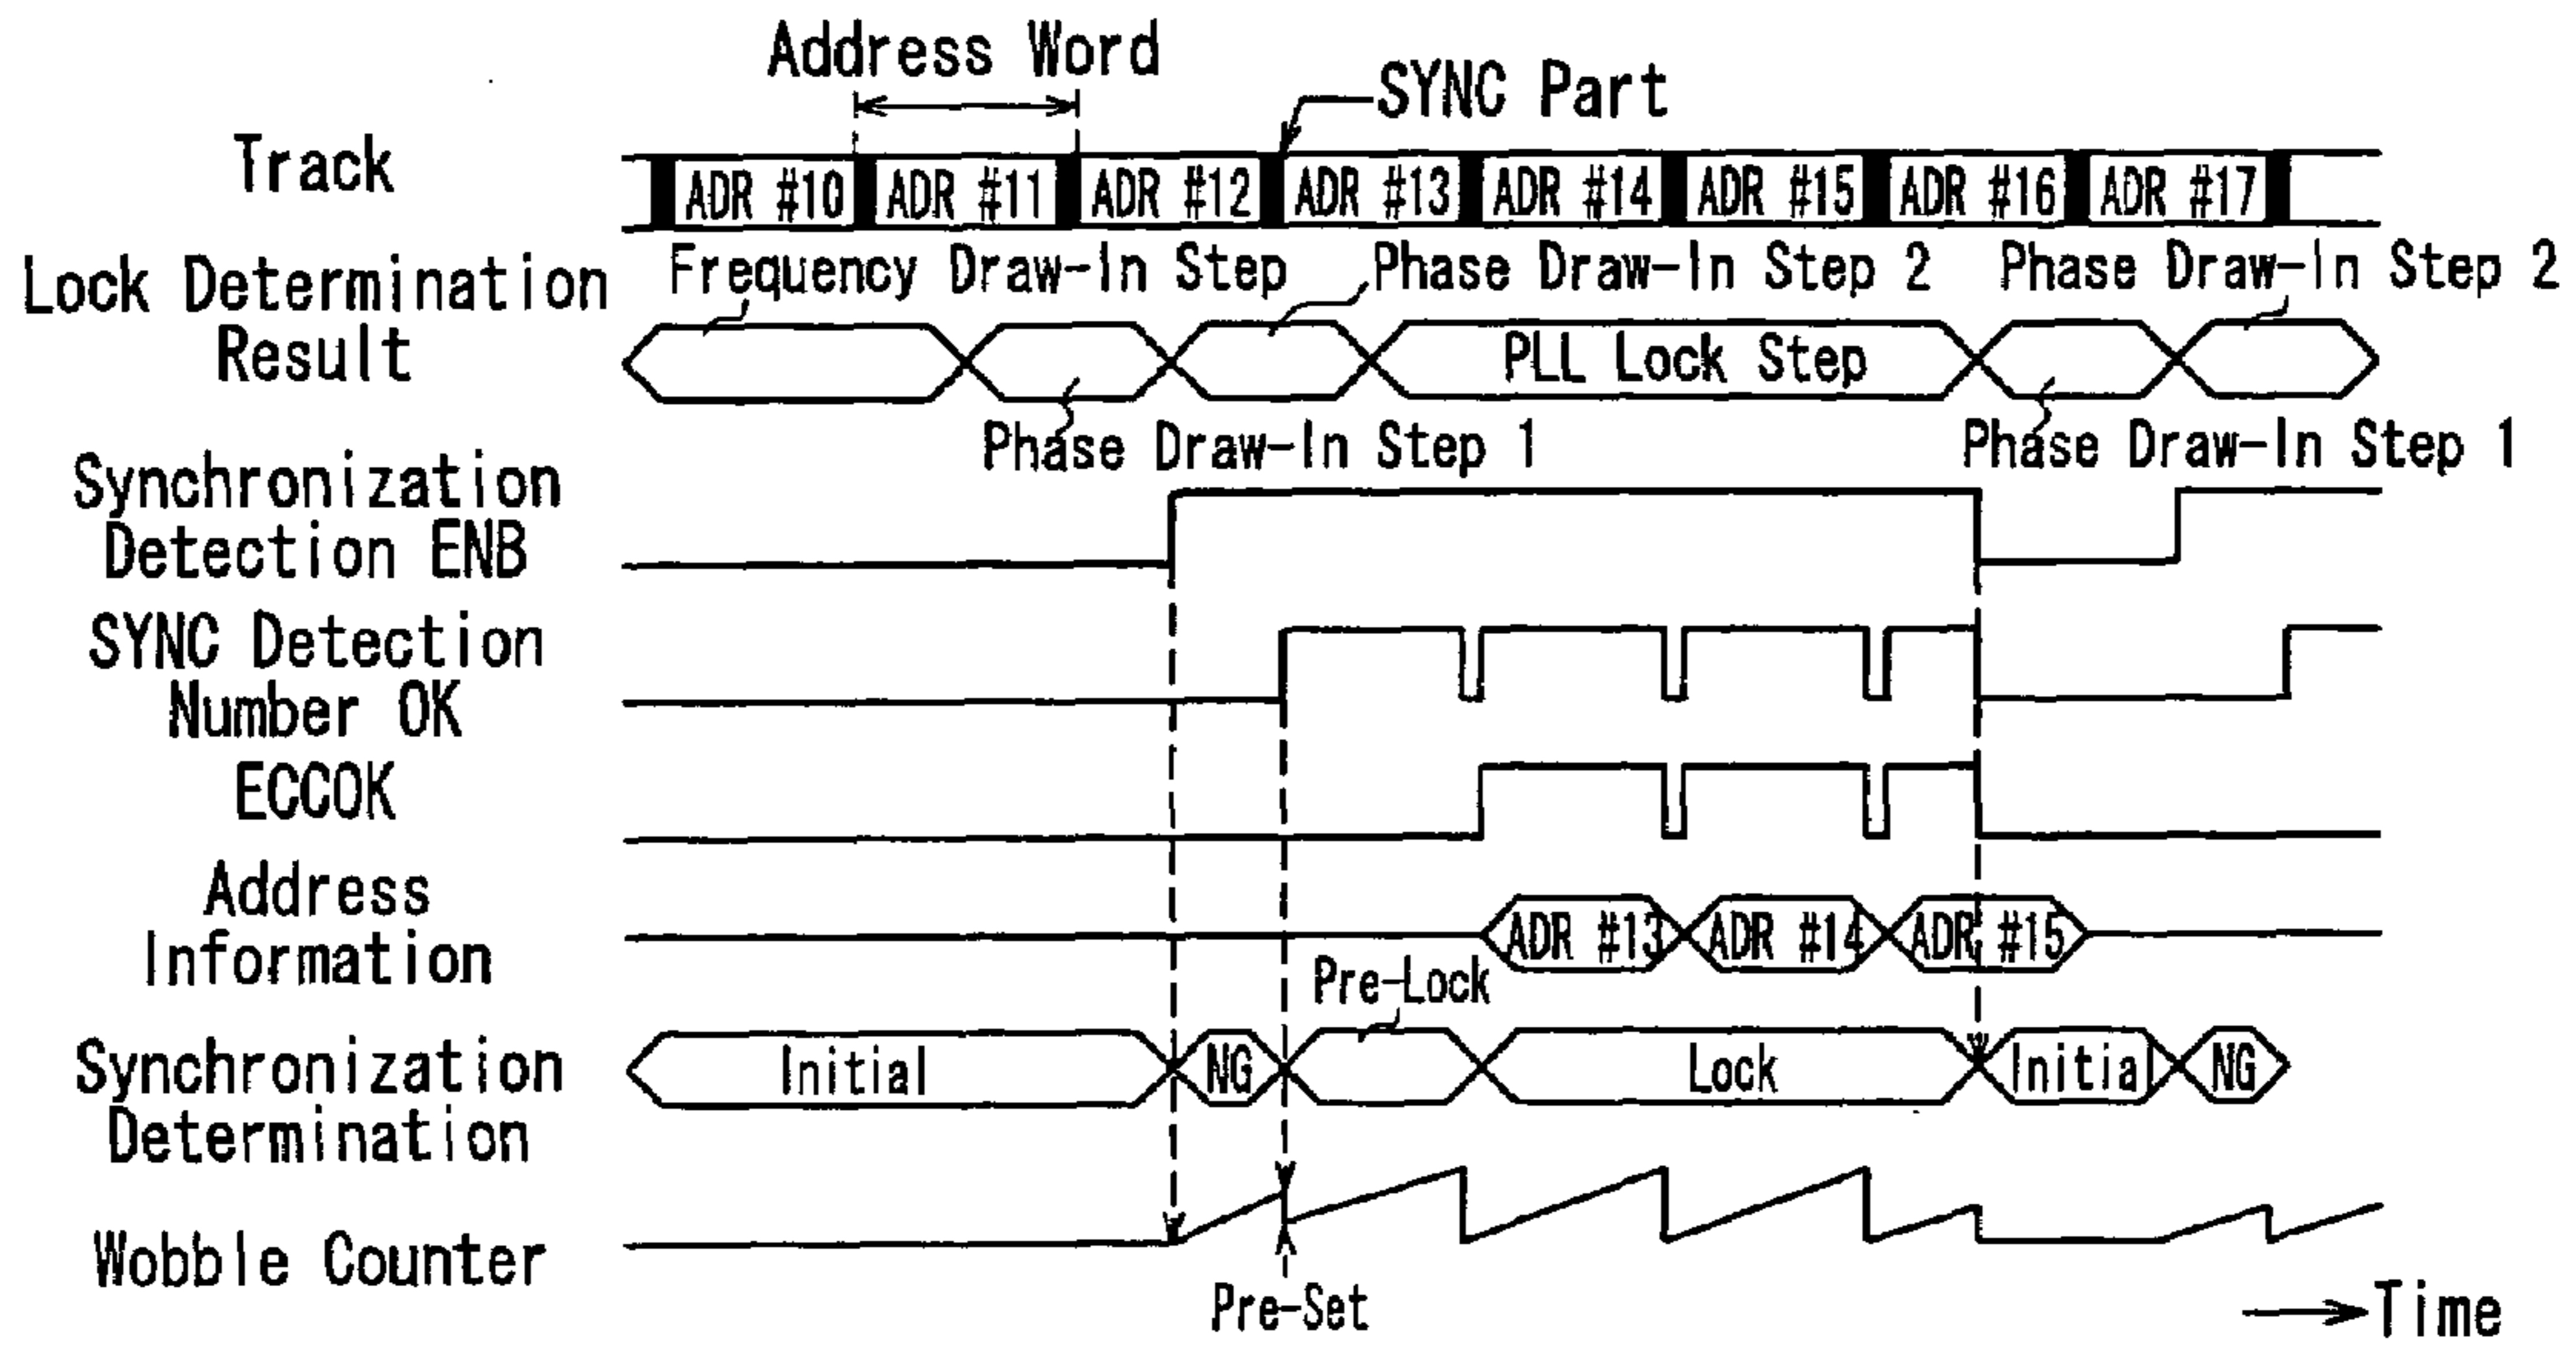 Address Word
SYNC Part
Track
ADR #10 ADR #11 ADR #12 ADR #13 ADR #14 ADR #15 ADR #16 ADR #17
Lock Determination
Result
Frequency Draw-In Step
Phase Draw-In Step 2
Phase Draw-In Step 2
PLL Lock Step
Phase Draw-In Step 1
Phase Draw-In Step 1
Synchronization
Detection ENB
SYNC Detection
Number OK
ECCOK
Address
Information
ADR #13 ADR #14 ADR #15
Pre-Lock
Synchronization
Determination
Initial NG Lock Initial NG
Wobble Counter
Pre-Set
Time